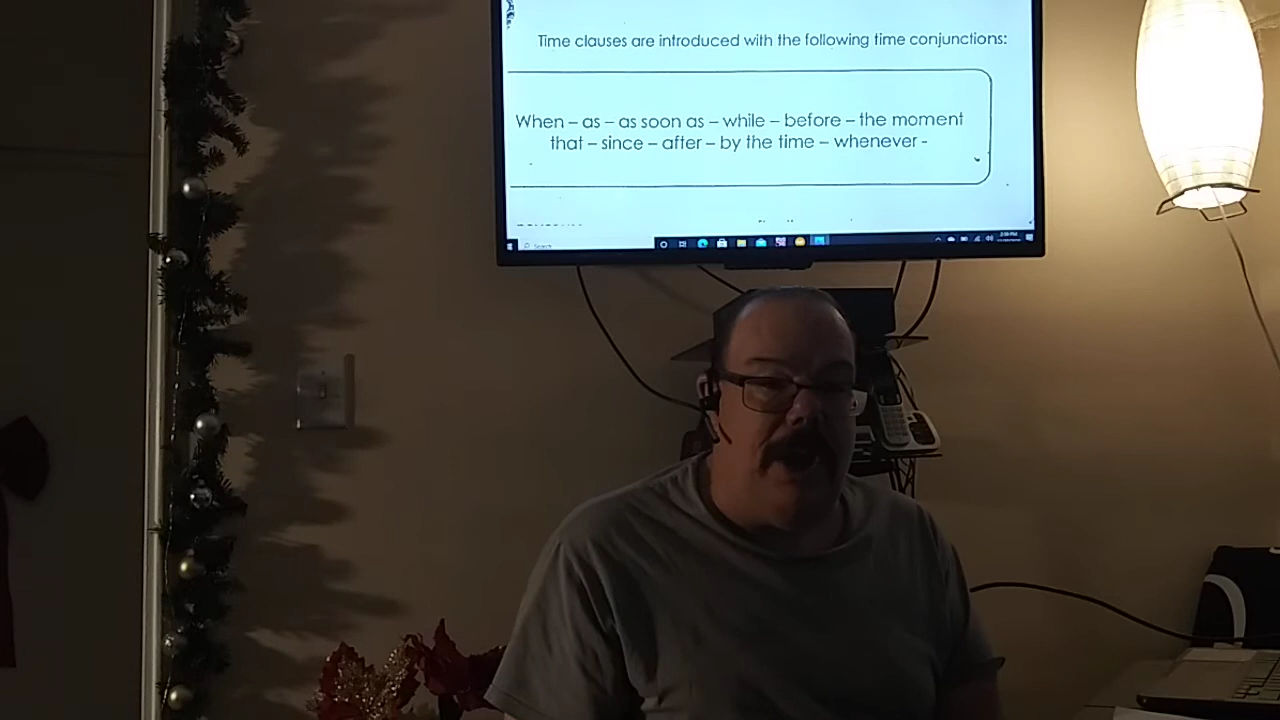 Time clauses are introduced with the following time conjunctions:
When – as – as soon as – while – before – the moment
that – since – after – by the time – whenever -
Search